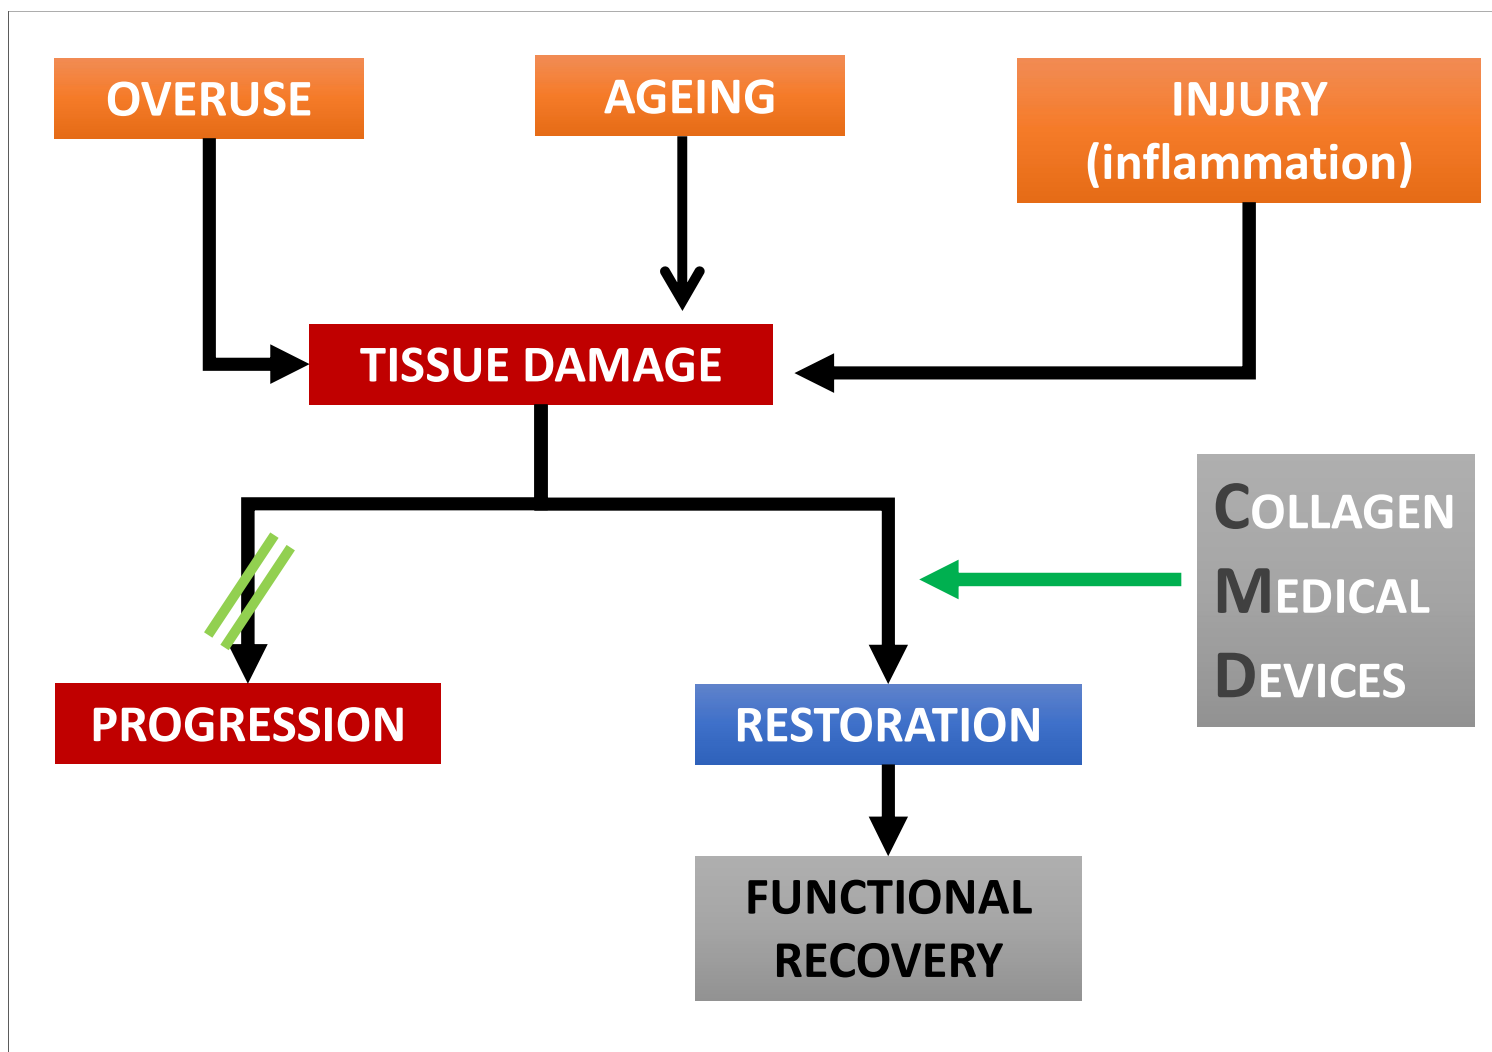 OVERUSE
AGEING
INJURY
(inflammation)
TISSUE DAMAGE
COLLAGEN
MEDICAL
DEVICES
PROGRESSION
RESTORATION
FUNCTIONAL
RECOVERY